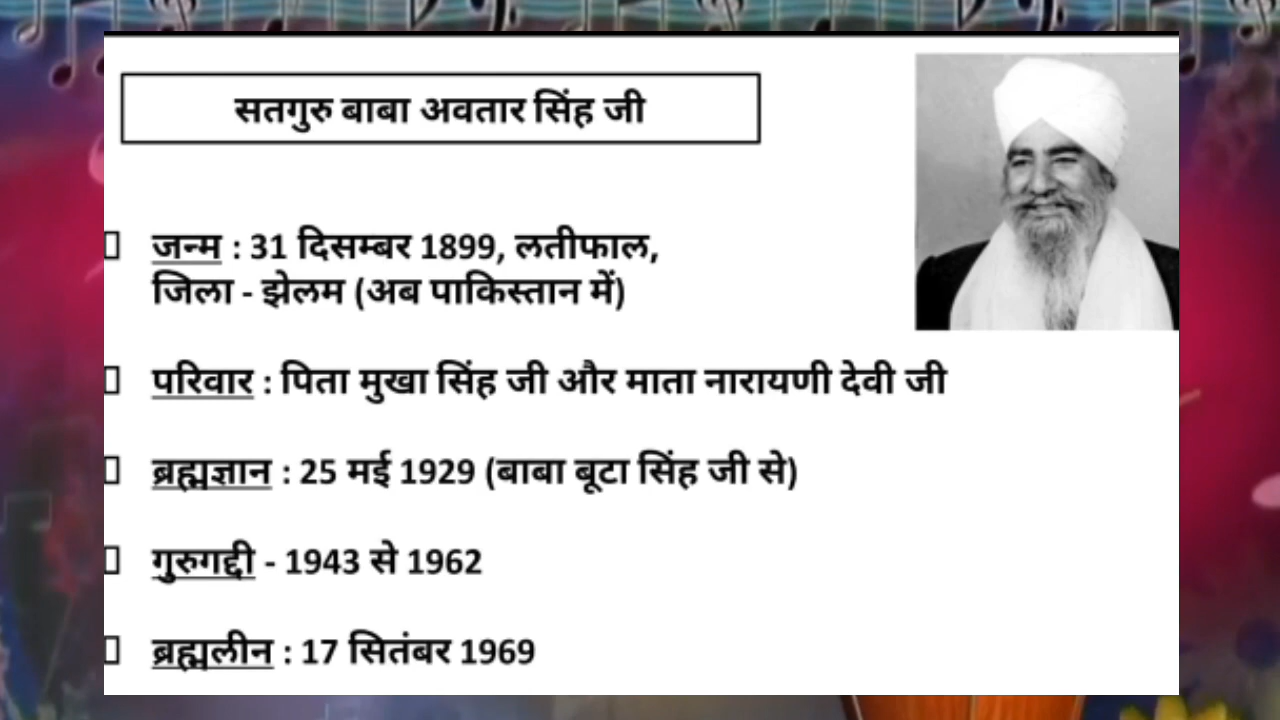 सतगुरु बाबा अवतार सिंह जी
जन्म : 31 दिसम्बर 1899, लतीफाल,
जिला - झेलम (अब पाकिस्तान में)
परिवार : पिता मुखा सिंह जी और माता नारायणी देवी जी
ब्रह्मज्ञान : 25 मई 1929 (बाबा बूटा सिंह जी से)
गुरुगद्दी - 1943 से 1962
ब्रह्मलीन : 17 सितंबर 1969